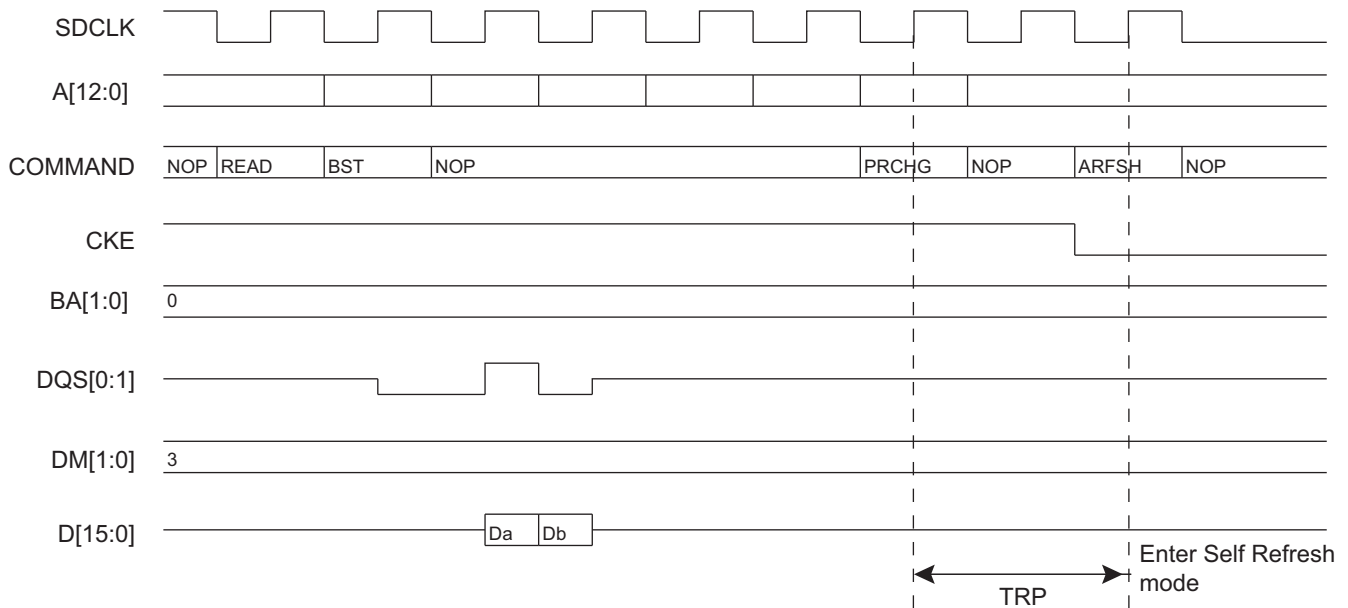 SDCLK
A[12:0]
COMMAND NOP READ BST NOP PRCHG NOP ARFSH NOP
CKE
BA[1:0] 0
DQS[0:1]
DM[1:0] 3
D[15:0] Da Db
Enter Self Refresh
mode
TRP